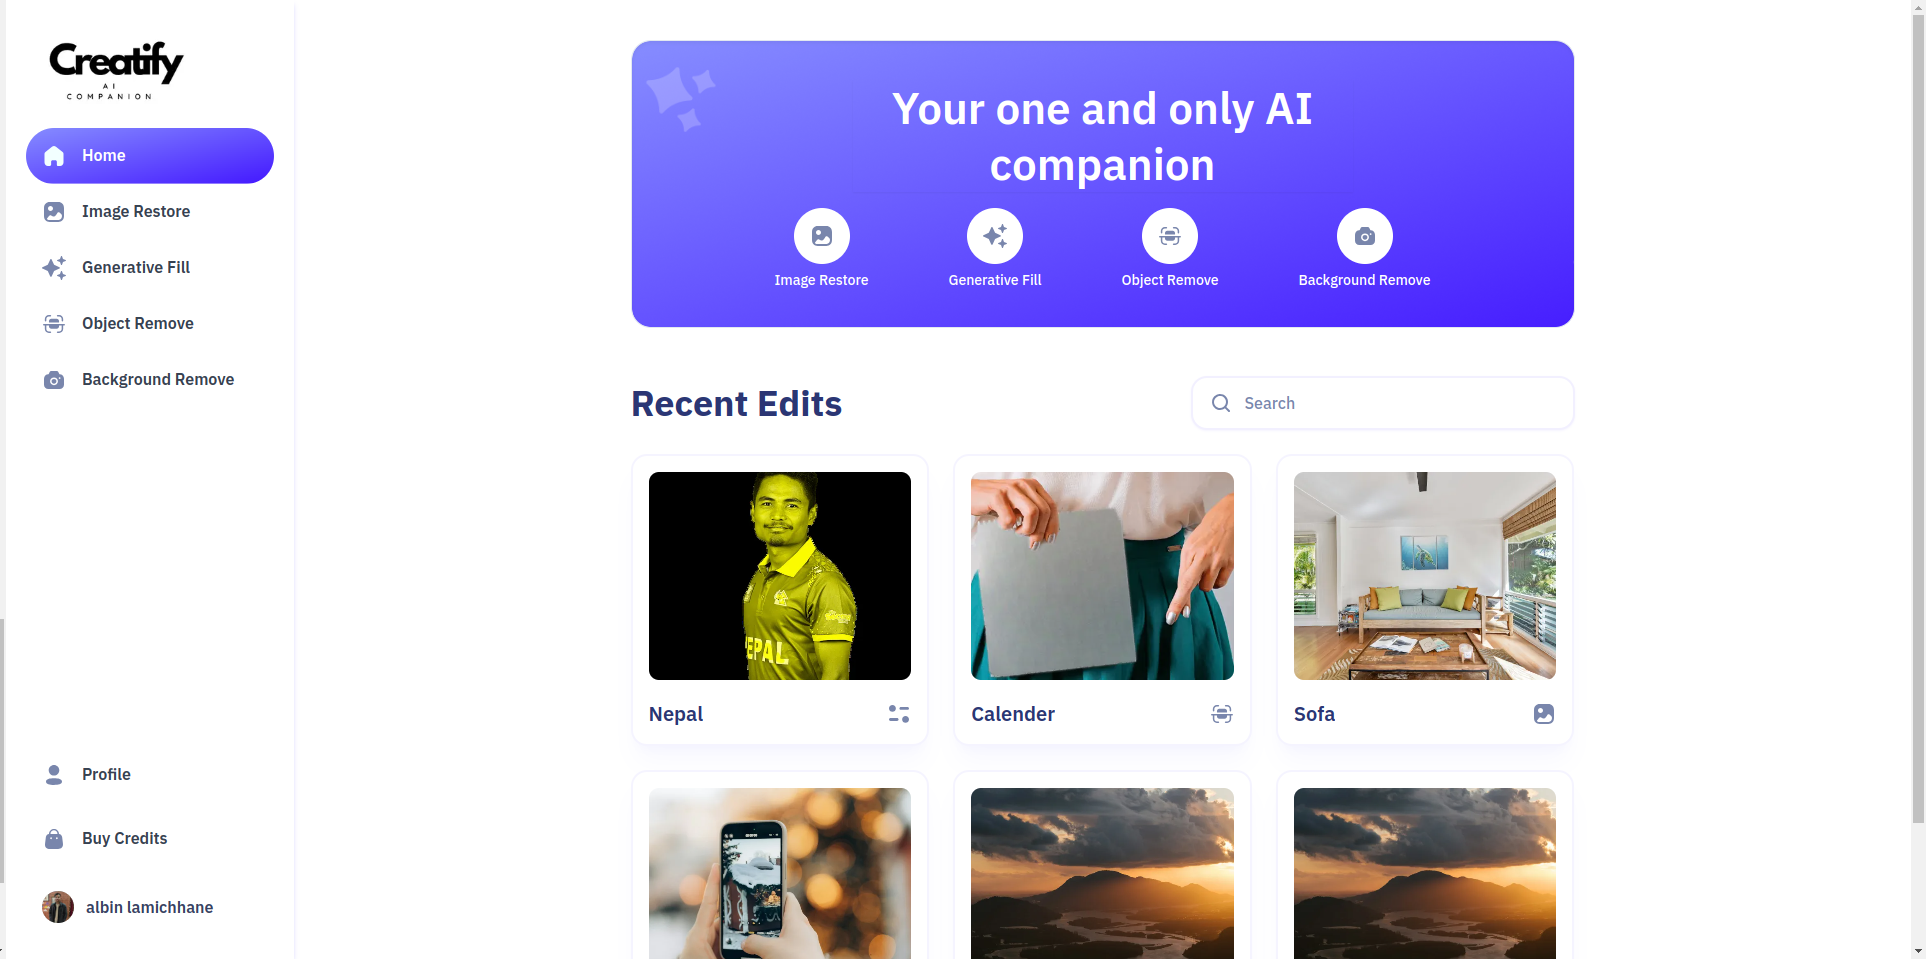 Creatify
AI
COMPANION
Home
Image Restore
Generative Fill
Object Remove
Background Remove
Profile
Buy Credits
albin lamichhane
Your one and only AI
companion
Image Restore
Generative Fill
Object Remove
Background Remove
Recent Edits
Search
EPAL
Nepal
Calender
Sofa